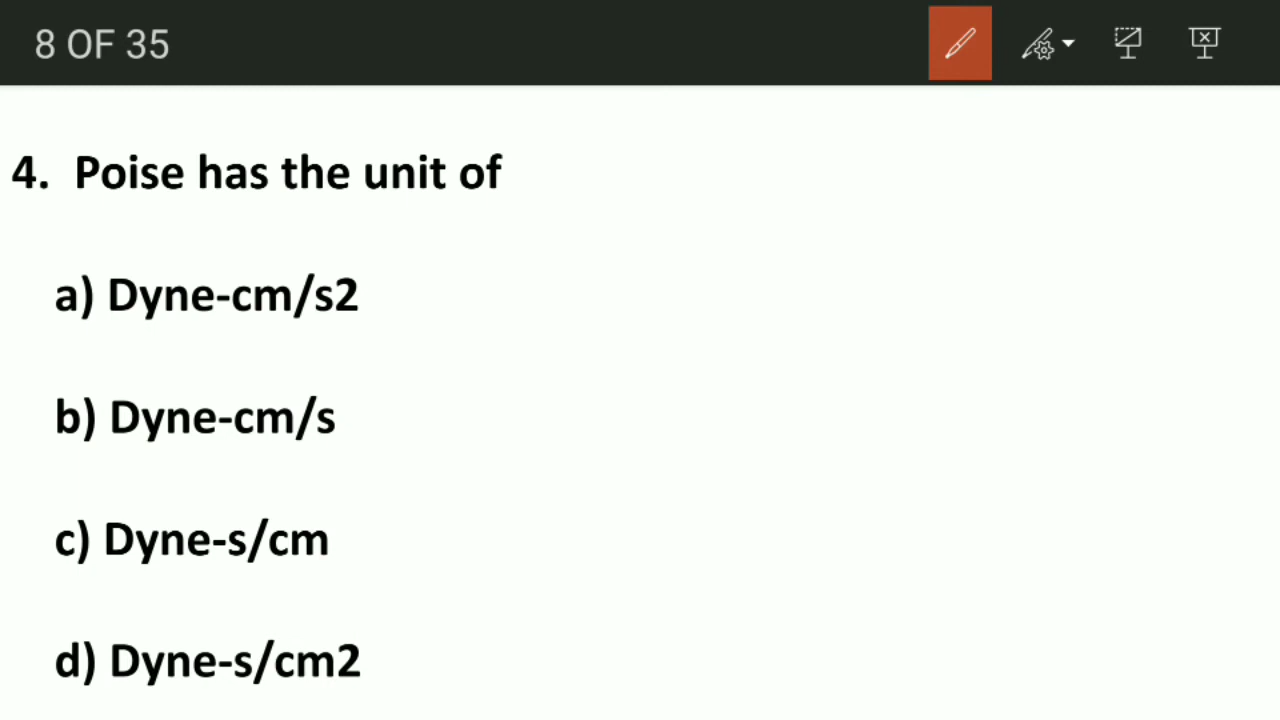 8 OF 35
4. Poise has the unit of
a) Dyne-cm/s2
b) Dyne-cm/s
c) Dyne-s/cm
d) Dyne-s/cm2